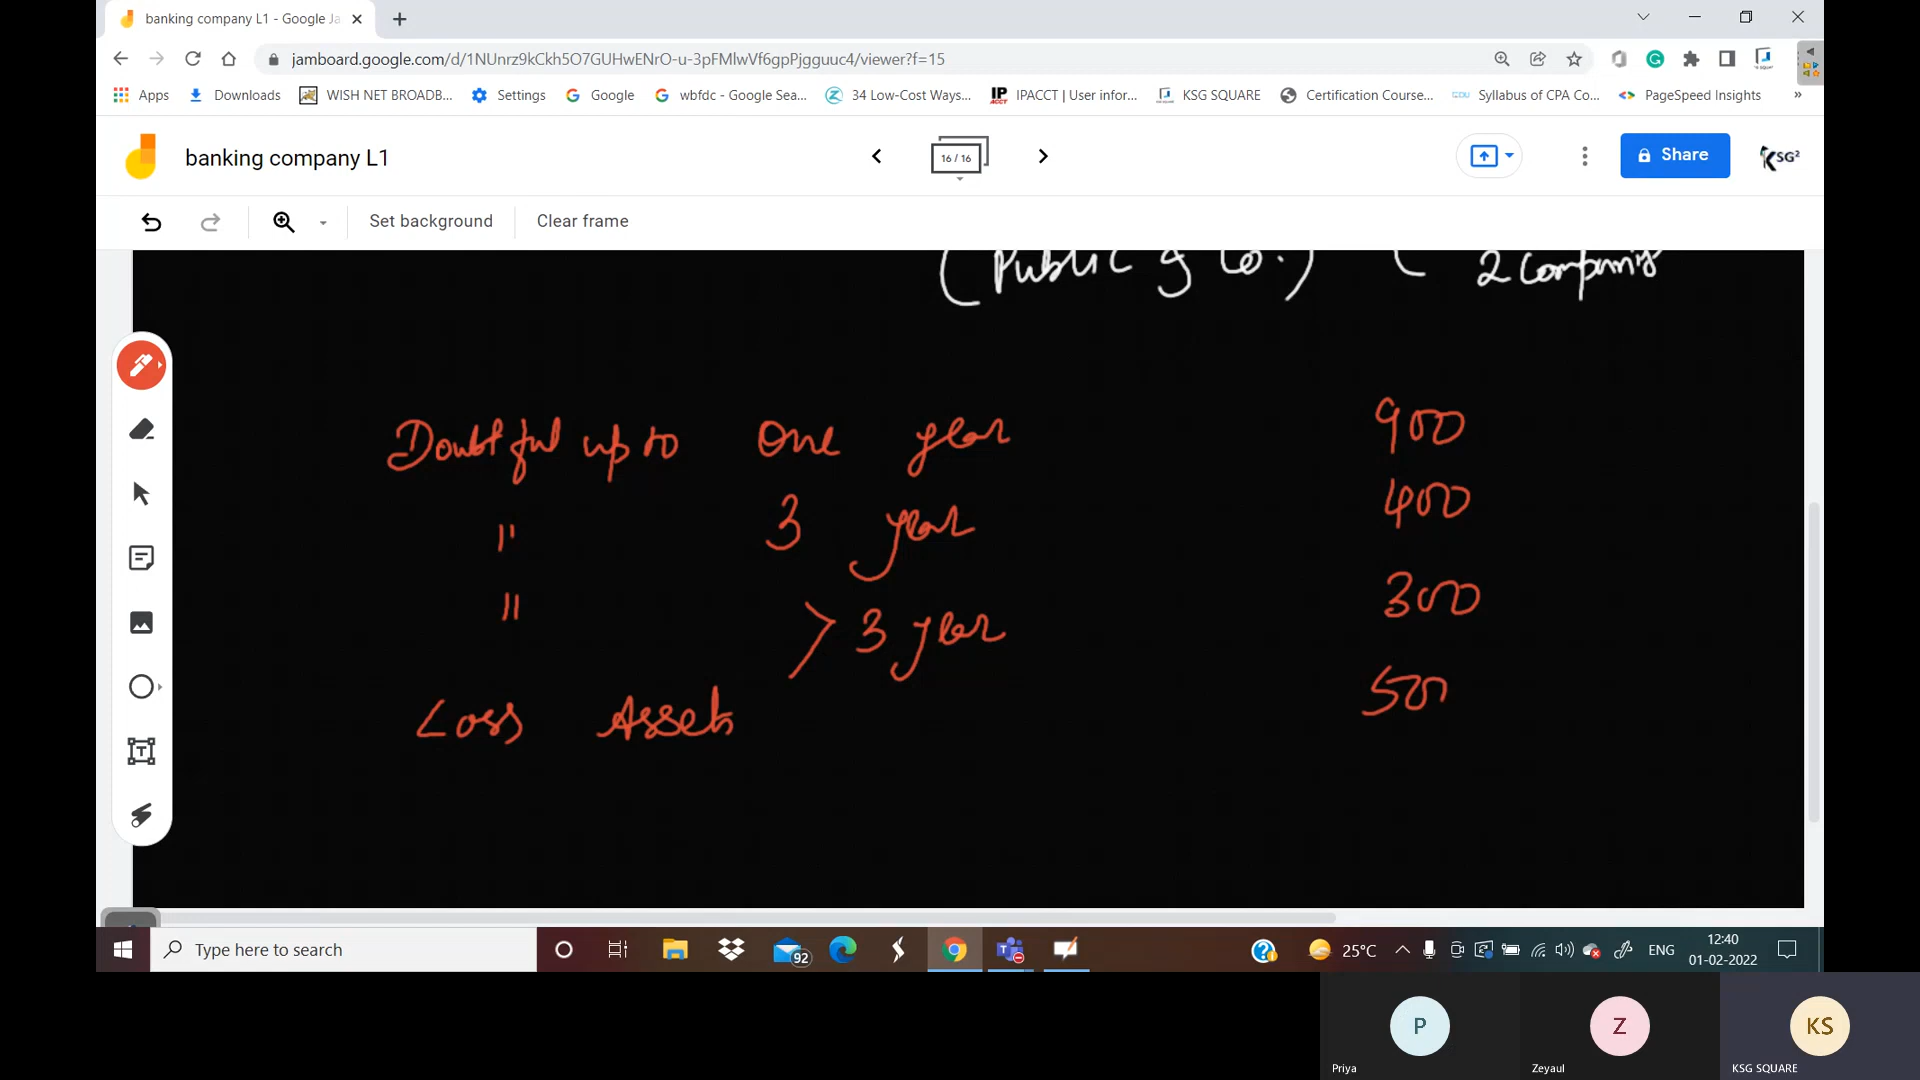 banking company L1 - Google Ja
jamboard.google.com/d/1NUnrz9kCkh5O7GUHwENrO-u-3pFMlwVf6gpPjgguuc4/viewer?f=15
Apps Downloads WISH NET BROADB... Settings Google wbfdc - Google Sea... 34 Low-Cost Ways... IP ACCT IPACCT | User infor... KSG SQUARE Certification Course... Syllabus of CPA Co... PageSpeed Insights »
banking company L1 16 / 16 Share KSG²
Set background Clear frame
(Public g Co.) ( 2 Companies
Doubtful up to One year 900
" 3 year 400
" > 3 year 300
Loss Assets 500
Type here to search 92 25°C ENG 12:40
01-02-2022
P Z KS
Priya Zeyaul KSG SQUARE